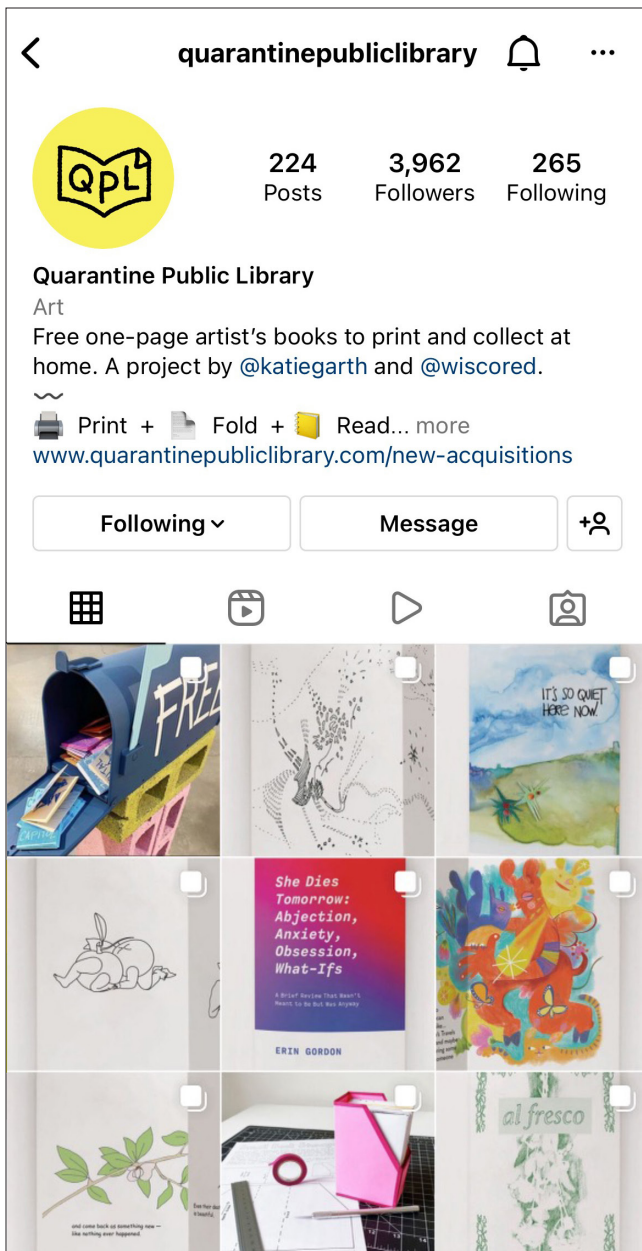 quarantinepubliclibrary
QPL
224
3,962
265
Posts
Followers
Following
Quarantine Public Library
Art
Free one-page artist's books to print and collect at
home. A project by @katiegarth and @wiscored.
Print + Fold + Read... more
www.quarantinepubliclibrary.com/new-acquisitions
Following
Message
FREE
CAPITOL
IT'S SO QUIET
HERE NOW.
She Dies
Tomorrow:
Abjection,
Anxiety,
Obsession,
What-Ifs
A Brief Review That Wasn't
Meant to Be But Was Anyway
ERIN GORDON
and come back as something new —
like nothing ever happened.
al fresco